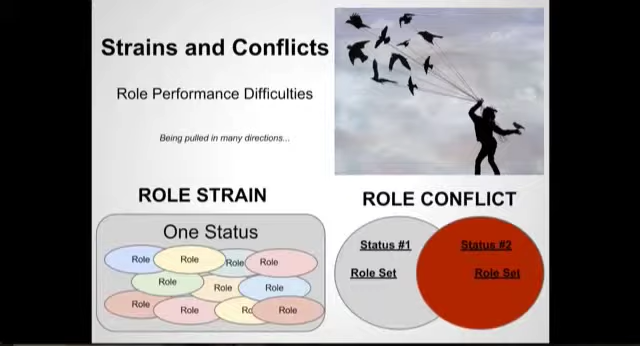 Strains and Conflicts
Role Performance Difficulties
Being pulled in many directions...
ROLE STRAIN
One Status
Role
Role
Role
Role
Role
Role
Role
Role
Role
Role
ROLE CONFLICT
Status #1
Status #2
Role Set
Role Set